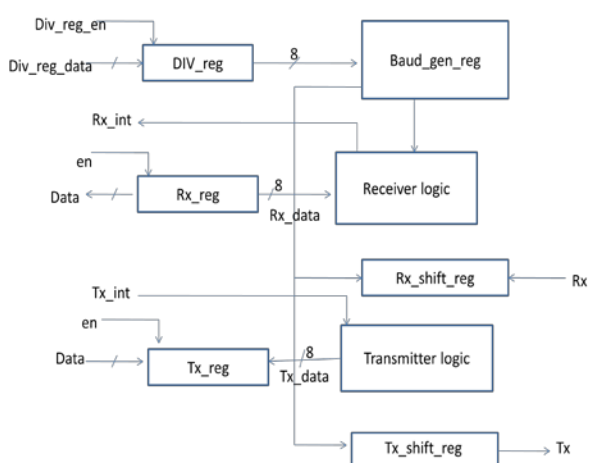 Div_reg_en
Div_reg_data
DIV_reg
8
Baud_gen_reg
Rx_int
en
Data
Rx_reg
8
Rx_data
Receiver logic
Rx_shift_reg
Rx
Tx_int
en
Data
Tx_reg
8
Tx_data
Transmitter logic
Tx_shift_reg
Tx